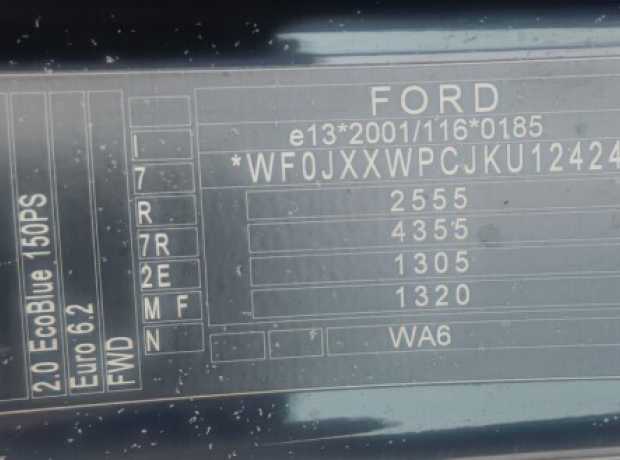 FORD
e13*2001/116*0185
*WF0JXXWPCJKU12424
2555
4355
1305
1320
WA6
I
7
R
7R
2E
M F
N
2.0 EcoBlue 150PS
Euro 6.2
FWD